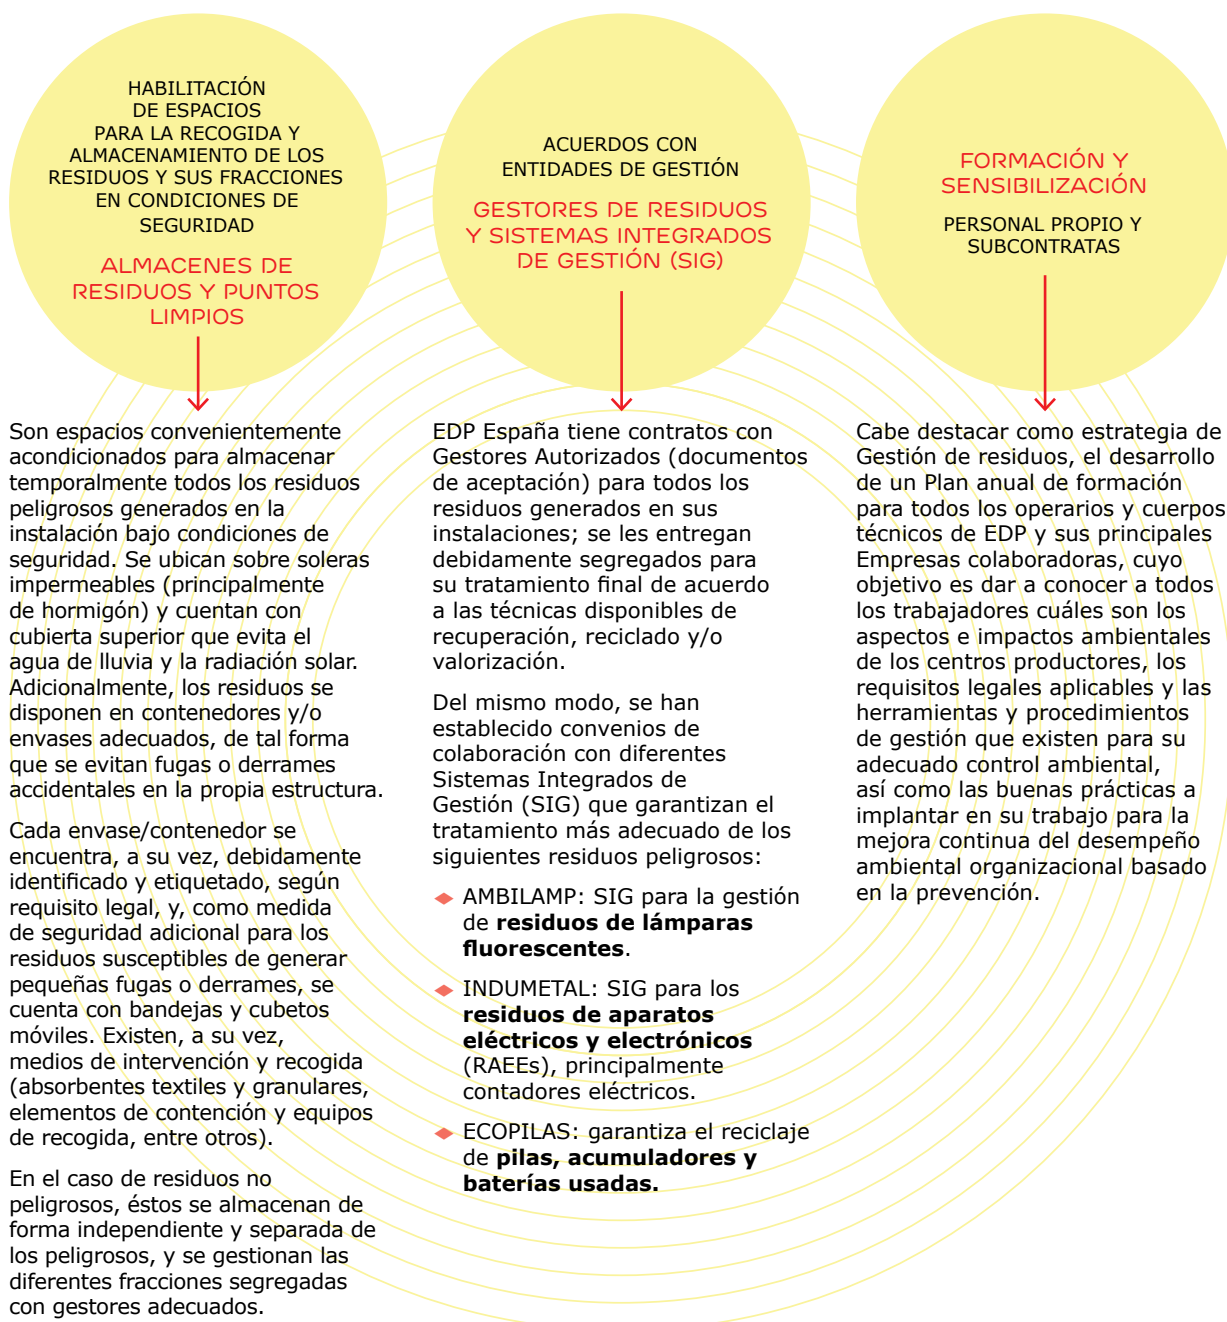 HABILITACIÓN
DE ESPACIOS
PARA LA RECOGIDA Y
ALMACENAMIENTO DE LOS
RESIDUOS Y SUS FRACCIONES
EN CONDICIONES DE
SEGURIDAD
ALMACENES DE
RESIDUOS Y PUNTOS
LIMPIOS
Son espacios convenientemente
acondicionados para almacenar
temporalmente todos los residuos
peligrosos generados en la
instalación bajo condiciones de
seguridad. Se ubican sobre soleras
impermeables (principalmente
de hormigón) y cuentan con
cubierta superior que evita el
agua de lluvia y la radiación solar.
Adicionalmente, los residuos se
disponen en contenedores y/o
envases adecuados, de tal forma
que se evitan fugas o derrames
accidentales en la propia estructura.
Cada envase/contenedor se
encuentra, a su vez, debidamente
identificado y etiquetado, según
requisito legal, y, como medida
de seguridad adicional para los
residuos susceptibles de generar
pequeñas fugas o derrames, se
cuenta con bandejas y cubetos
móviles. Existen, a su vez,
medios de intervención y recogida
(absorbentes textiles y granulares,
elementos de contención y equipos
de recogida, entre otros).
En el caso de residuos no
peligrosos, éstos se almacenan de
forma independiente y separada de
los peligrosos, y se gestionan las
diferentes fracciones segregadas
con gestores adecuados.
ACUERDOS CON
ENTIDADES DE GESTIÓN
GESTORES DE RESIDUOS
Y SISTEMAS INTEGRADOS
DE GESTIÓN (SIG)
EDP España tiene contratos con
Gestores Autorizados (documentos
de aceptación) para todos los
residuos generados en sus
instalaciones; se les entregan
debidamente segregados para
su tratamiento final de acuerdo
a las técnicas disponibles de
recuperación, reciclado y/o
valorización.
Del mismo modo, se han
establecido convenios de
colaboración con diferentes
Sistemas Integrados de
Gestión (SIG) que garantizan el
tratamiento más adecuado de los
siguientes residuos peligrosos:
AMBILAMP: SIG para la gestión
de residuos de lámparas
fluorescentes.
INDUMETAL: SIG para los
residuos de aparatos
eléctricos y electrónicos
(RAEEs), principalmente
contadores eléctricos.
ECOPILAS: garantiza el reciclaje
de pilas, acumuladores y
baterías usadas.
FORMACIÓN Y
SENSIBILIZACIÓN
PERSONAL PROPIO Y
SUBCONTRATAS
Cabe destacar como estrategia de
Gestión de residuos, el desarrollo
de un Plan anual de formación
para todos los operarios y cuerpos
técnicos de EDP y sus principales
Empresas colaboradoras, cuyo
objetivo es dar a conocer a todos
los trabajadores cuáles son los
aspectos e impactos ambientales
de los centros productores, los
requisitos legales aplicables y las
herramientas y procedimientos
de gestión que existen para su
adecuado control ambiental,
así como las buenas prácticas a
implantar en su trabajo para la
mejora continua del desempeño
ambiental organizacional basado
en la prevención.